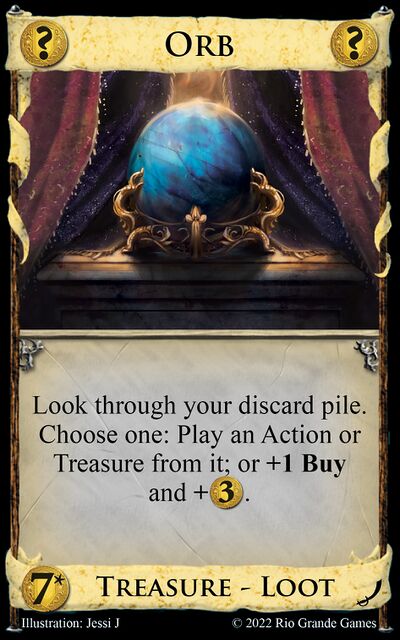 ? ORB ?
Look through your discard pile.
Choose one: Play an Action or
Treasure from it; or +1 Buy
and +3.
7* TREASURE - LOOT
Illustration: Jessi J © 2022 Rio Grande Games